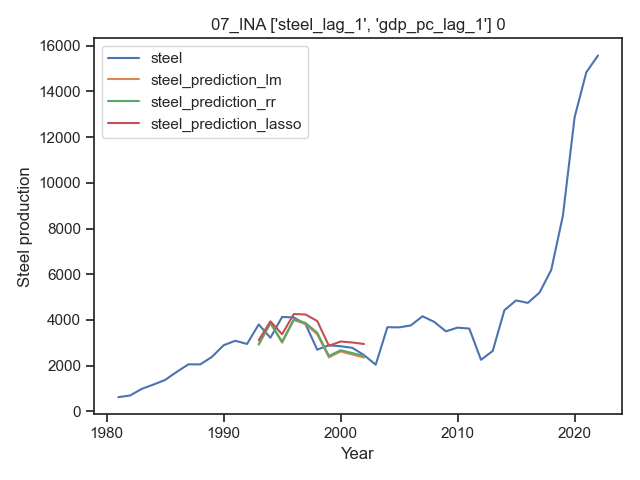 07_INA ['steel_lag_1', 'gdp_pc_lag_1'] 0
steel
steel_prediction_lm
steel_prediction_rr
steel_prediction_lasso
Steel production
16000
14000
12000
10000
8000
6000
4000
2000
0
1980
1990
2000
2010
2020
Year